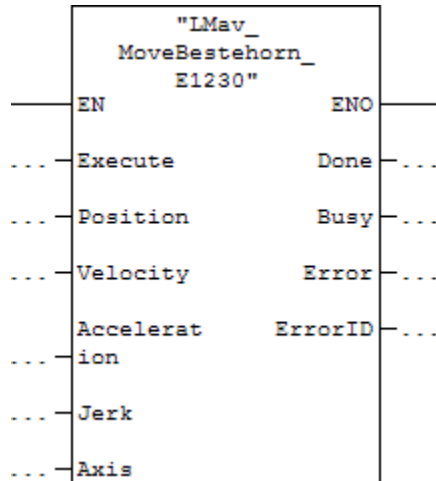 "LMav_
MoveBestehorn_
E1230"
EN ENO
... Execute Done ...
... Position Busy ...
... Velocity Error ...
Accelerat ErrorID ...
... ion
... Jerk
... Axis